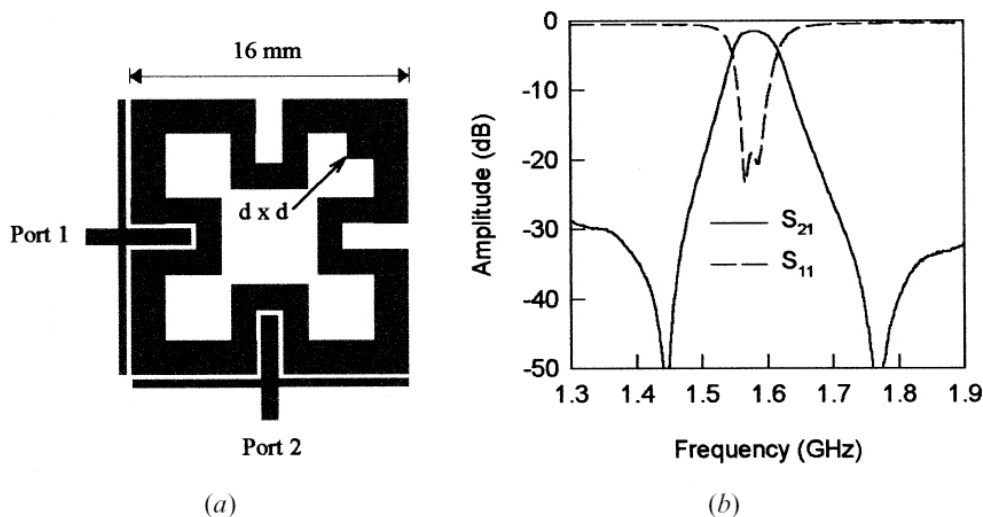 16 mm
d x d
Port 1
Port 2
(a)
Amplitude (dB)
0
-10
-20
-30
-40
-50
S21
S11
1.3 1.4 1.5 1.6 1.7 1.8 1.9
Frequency (GHz)
(b)